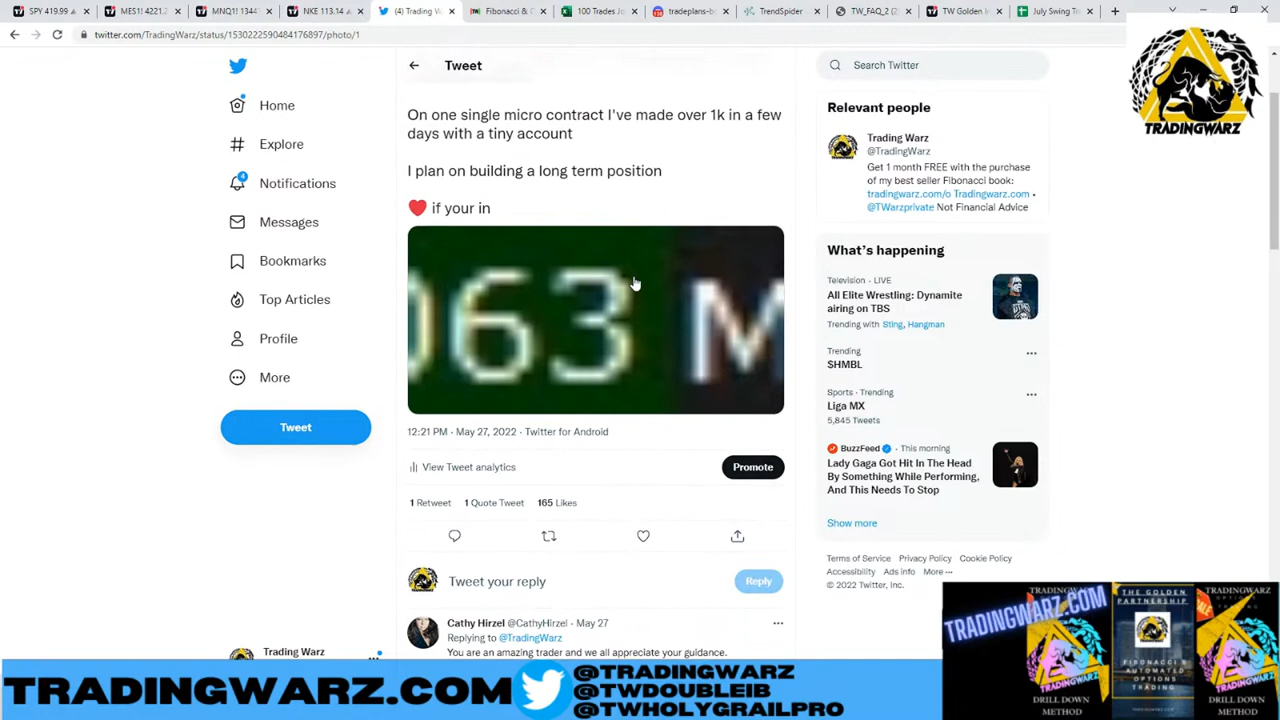 SPY 419.99
MES1! 4221.2
MNQ1! 1344
NKE 113.14
(4) Trading W
Fibonacci &
100 Trades Jo
tradeplans-b
TrendSpider
TW_FAQ_2 (2)
TW Golden In
July Swing Tr
twitter.com/TradingWarz/status/1530222590484176897/photo/1
TRADINGWARZ
Home
Explore
4
Notifications
Messages
Bookmarks
Top Articles
Profile
More
Tweet
Trading Warz
Tweet
On one single micro contract I've made over 1k in a few
days with a tiny account
I plan on building a long term position
❤️ if your in
063 M
12:21 PM · May 27, 2022 · Twitter for Android
View Tweet analytics
Promote
1 Retweet 1 Quote Tweet 165 Likes
Tweet your reply
Reply
Cathy Hirzel @CathyHirzel · May 27
Replying to @TradingWarz
You are an amazing trader and we all appreciate your guidance.
Search Twitter
Relevant people
Trading Warz
@TradingWarz
Get 1 month FREE with the purchase
of my best seller Fibonacci book:
tradingwarz.com/o Tradingwarz.com •
@TWarzprivate Not Financial Advice
What's happening
Television · LIVE
All Elite Wrestling: Dynamite
airing on TBS
Trending with Sting, Hangman
Trending
$HMBL
Sports · Trending
Liga MX
5,845 Tweets
BuzzFeed · This morning
Lady Gaga Got Hit In The Head
By Something While Performing,
And This Needs To Stop
Show more
Terms of Service Privacy Policy Cookie Policy
Accessibility Ads info More
© 2022 Twitter, Inc.
TRADINGWARZ.COM
TRADINGWARZ
DRILL DOWN
METHOD
THE GOLDEN
PARTNERSHIP
FIBONACCI &
AUTOMATED
OPTIONS
TRADING
TRADINGWARZ
SALE
DRILL DOWN
METHOD
TRADINGWARZ.COM
@TRADINGWARZ
@TWDOUBLEIB
@TWHOLYGRAILPRO